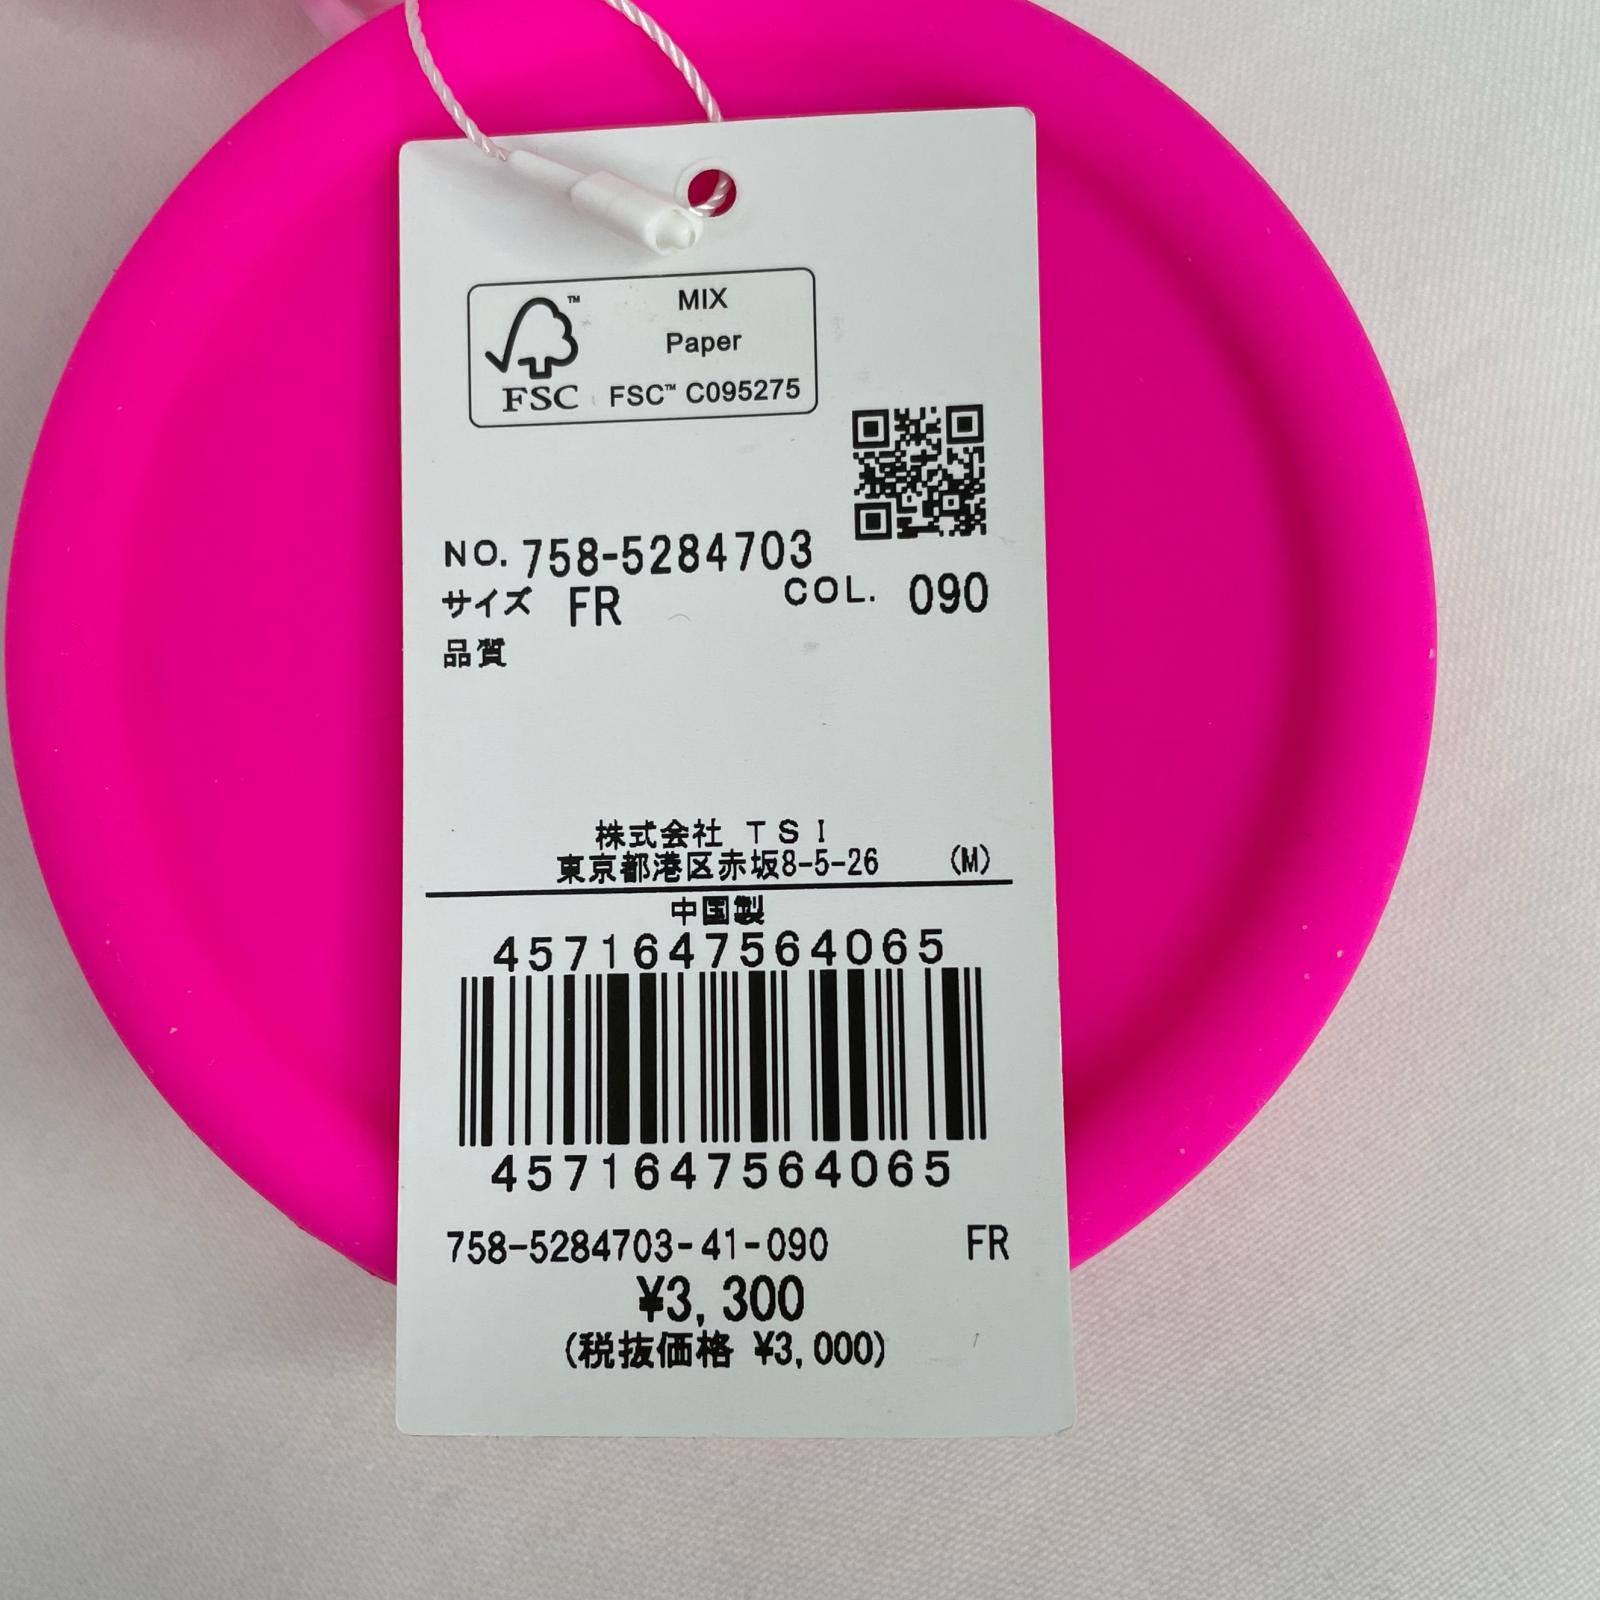 MIX
Paper
FSC™ C095275
™
FSC
NO. 758-5284703
サイズ FR COL. 090
品質
株式会社 TSI
東京都港区赤坂8-5-26 (M)
中国製
4571647564065
4571647564065
758-5284703-41-090 FR
¥3,300
(税抜価格 ¥3,000)